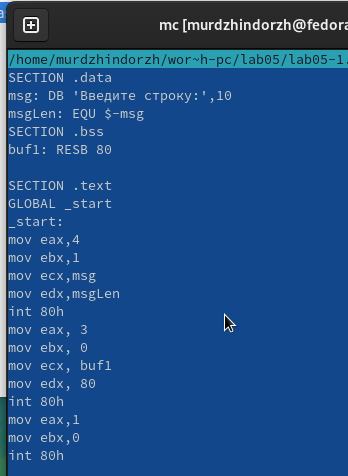 mc [murdzhindorzh@fedora
/home/murdzhindorzh/wor~h-pc/lab05/lab05-1.
SECTION .data
msg: DB 'Введите строку:',10
msgLen: EQU $-msg
SECTION .bss
buf1: RESB 80
SECTION .text
GLOBAL _start
_start:
mov eax,4
mov ebx,1
mov ecx,msg
mov edx,msgLen
int 80h
mov eax, 3
mov ebx, 0
mov ecx, buf1
mov edx, 80
int 80h
mov eax,1
mov ebx,0
int 80h